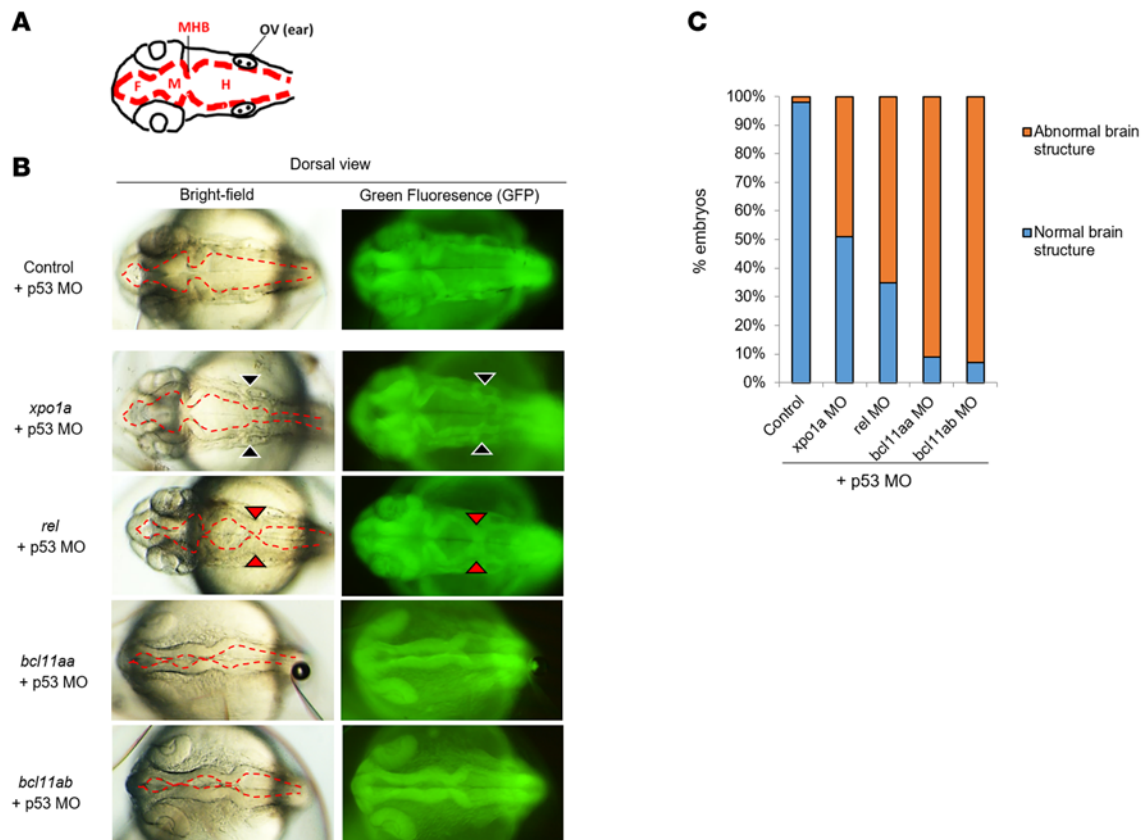 A
MHB
OV (ear)
F
M
H
B
Dorsal view
Bright-field
Green Fluoresence (GFP)
Control
+ p53 MO
xpo1a
+ p53 MO
rel
+ p53 MO
bcl11aa
+ p53 MO
bcl11ab
+ p53 MO
C
% embryos
100%
90%
80%
70%
60%
50%
40%
30%
20%
10%
0%
Control
xpo1a MO
rel MO
bcl11aa MO
bcl11ab MO
+ p53 MO
Abnormal brain
structure
Normal brain
structure